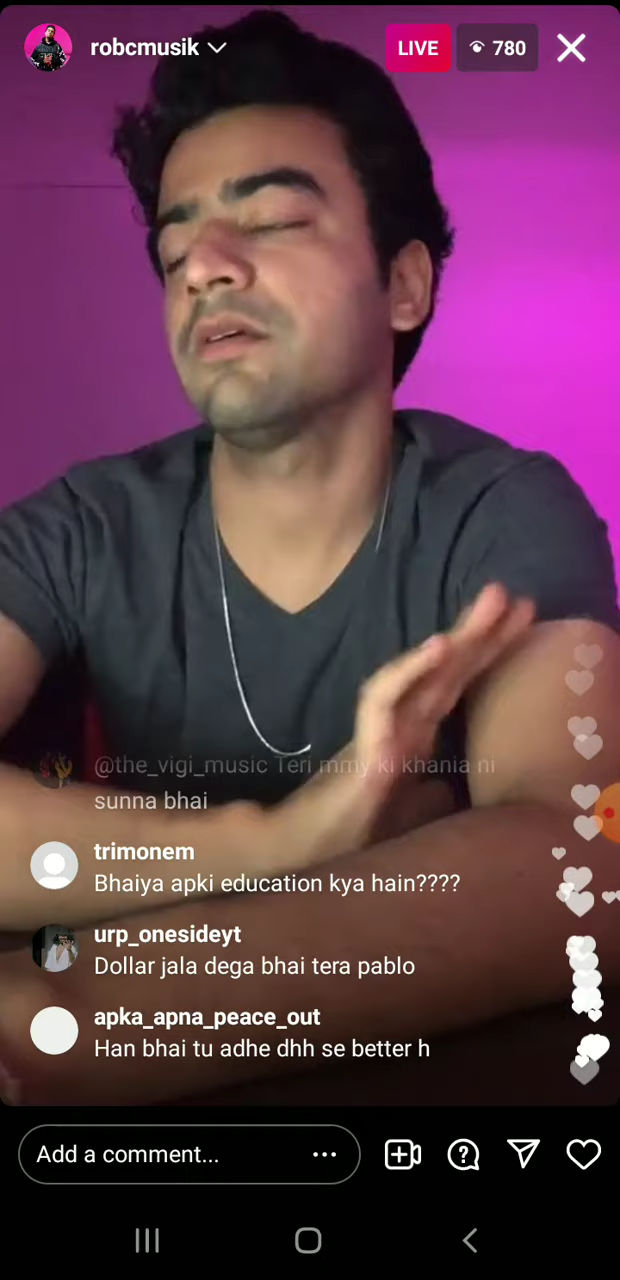 robcmusik
LIVE
780
@the_vigi_music Teri mmy ki khania ni
sunna bhai
trimonem
Bhaiya apki education kya hain????
urp_onesideyt
Dollar jala dega bhai tera pablo
apka_apna_peace_out
Han bhai tu adhe dhh se better h
Add a comment...